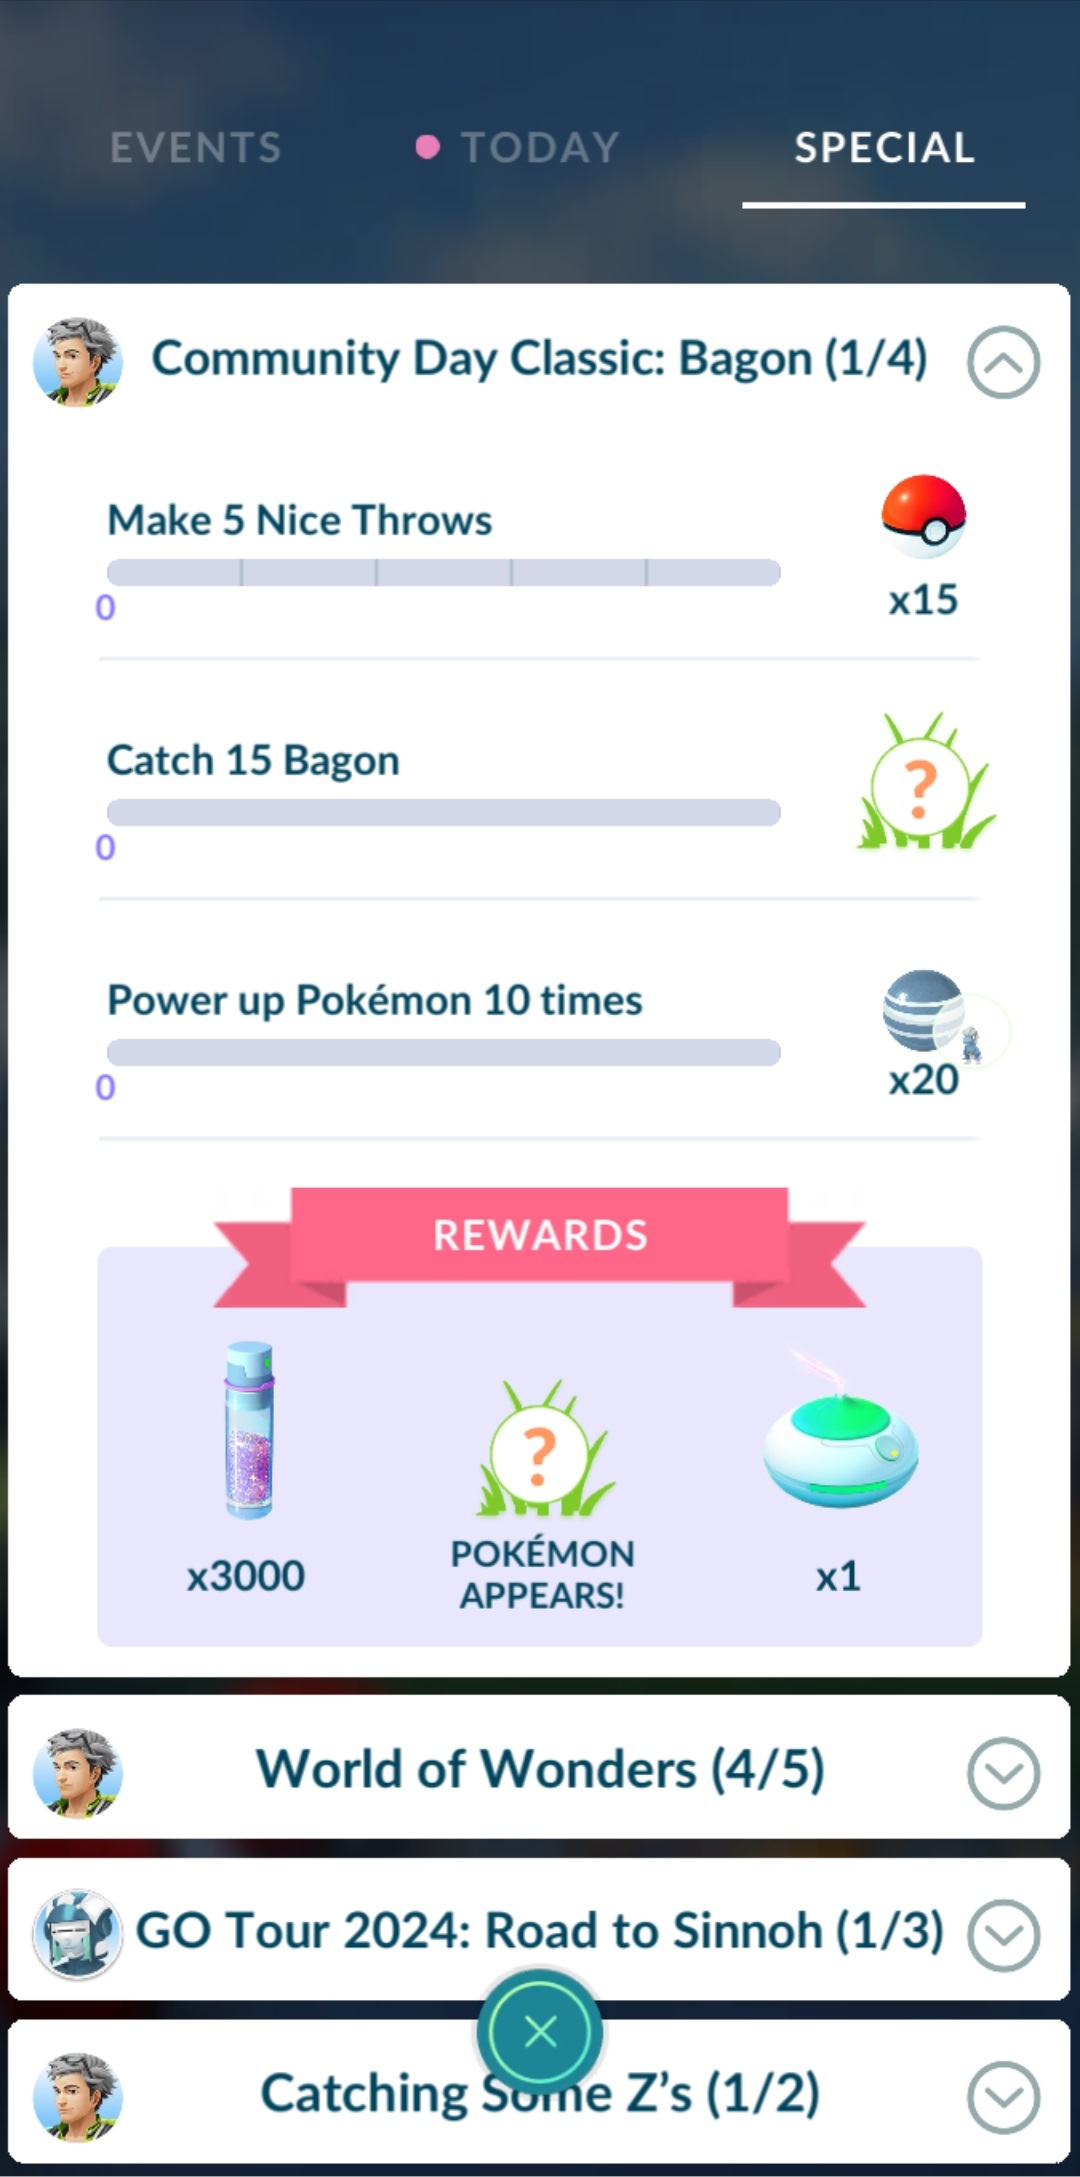 EVENTS
TODAY
SPECIAL
Community Day Classic: Bagon (1/4)
Make 5 Nice Throws
0
x15
Catch 15 Bagon
?
0
Power up Pokémon 10 times
0
x20
REWARDS
?
x3000
POKÉMON
APPEARS!
x1
World of Wonders (4/5)
GO Tour 2024: Road to Sinnoh (1/3)
Catching Some Z's (1/2)